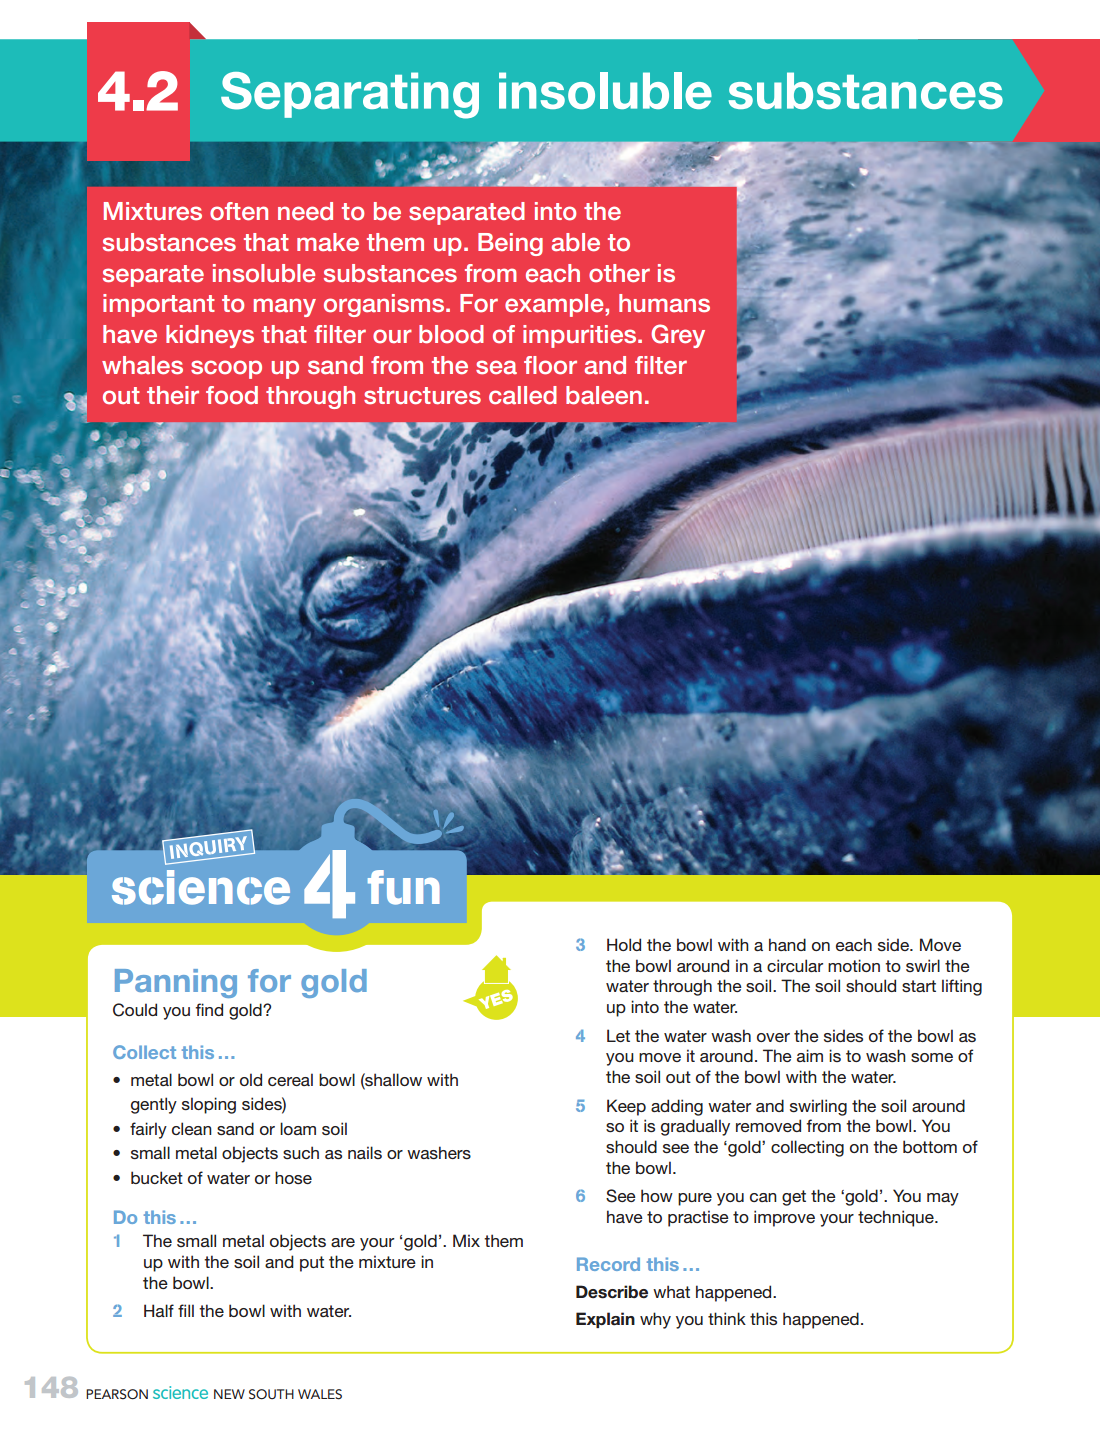 4.2
Separating insoluble substances
Mixtures often need to be separated into the
substances that make them up. Being able to
separate insoluble substances from each other is
important to many organisms. For example, humans
have kidneys that filter our blood of impurities. Grey
whales scoop up sand from the sea floor and filter
out their food through structures called baleen.
INQUIRY
science 4 fun
Panning for gold
YES
Could you find gold?
Collect this…
• metal bowl or old cereal bowl (shallow with
gently sloping sides)
• fairly clean sand or loam soil
• small metal objects such as nails or washers
• bucket of water or hose
Do this…
1 The small metal objects are your ‘gold’. Mix them
up with the soil and put the mixture in
the bowl.
2 Half fill the bowl with water.
3 Hold the bowl with a hand on each side. Move
the bowl around in a circular motion to swirl the
water through the soil. The soil should start lifting
up into the water.
4 Let the water wash over the sides of the bowl as
you move it around. The aim is to wash some of
the soil out of the bowl with the water.
5 Keep adding water and swirling the soil around
so it is gradually removed from the bowl. You
should see the ‘gold’ collecting on the bottom of
the bowl.
6 See how pure you can get the ‘gold’. You may
have to practise to improve your technique.
Record this…
Describe what happened.
Explain why you think this happened.
148 PEARSON science NEW SOUTH WALES